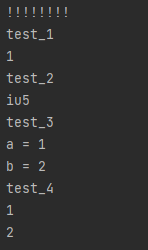 !!!!!!!!
test_1
1
test_2
iu5
test_3
a = 1
b = 2
test_4
1
2